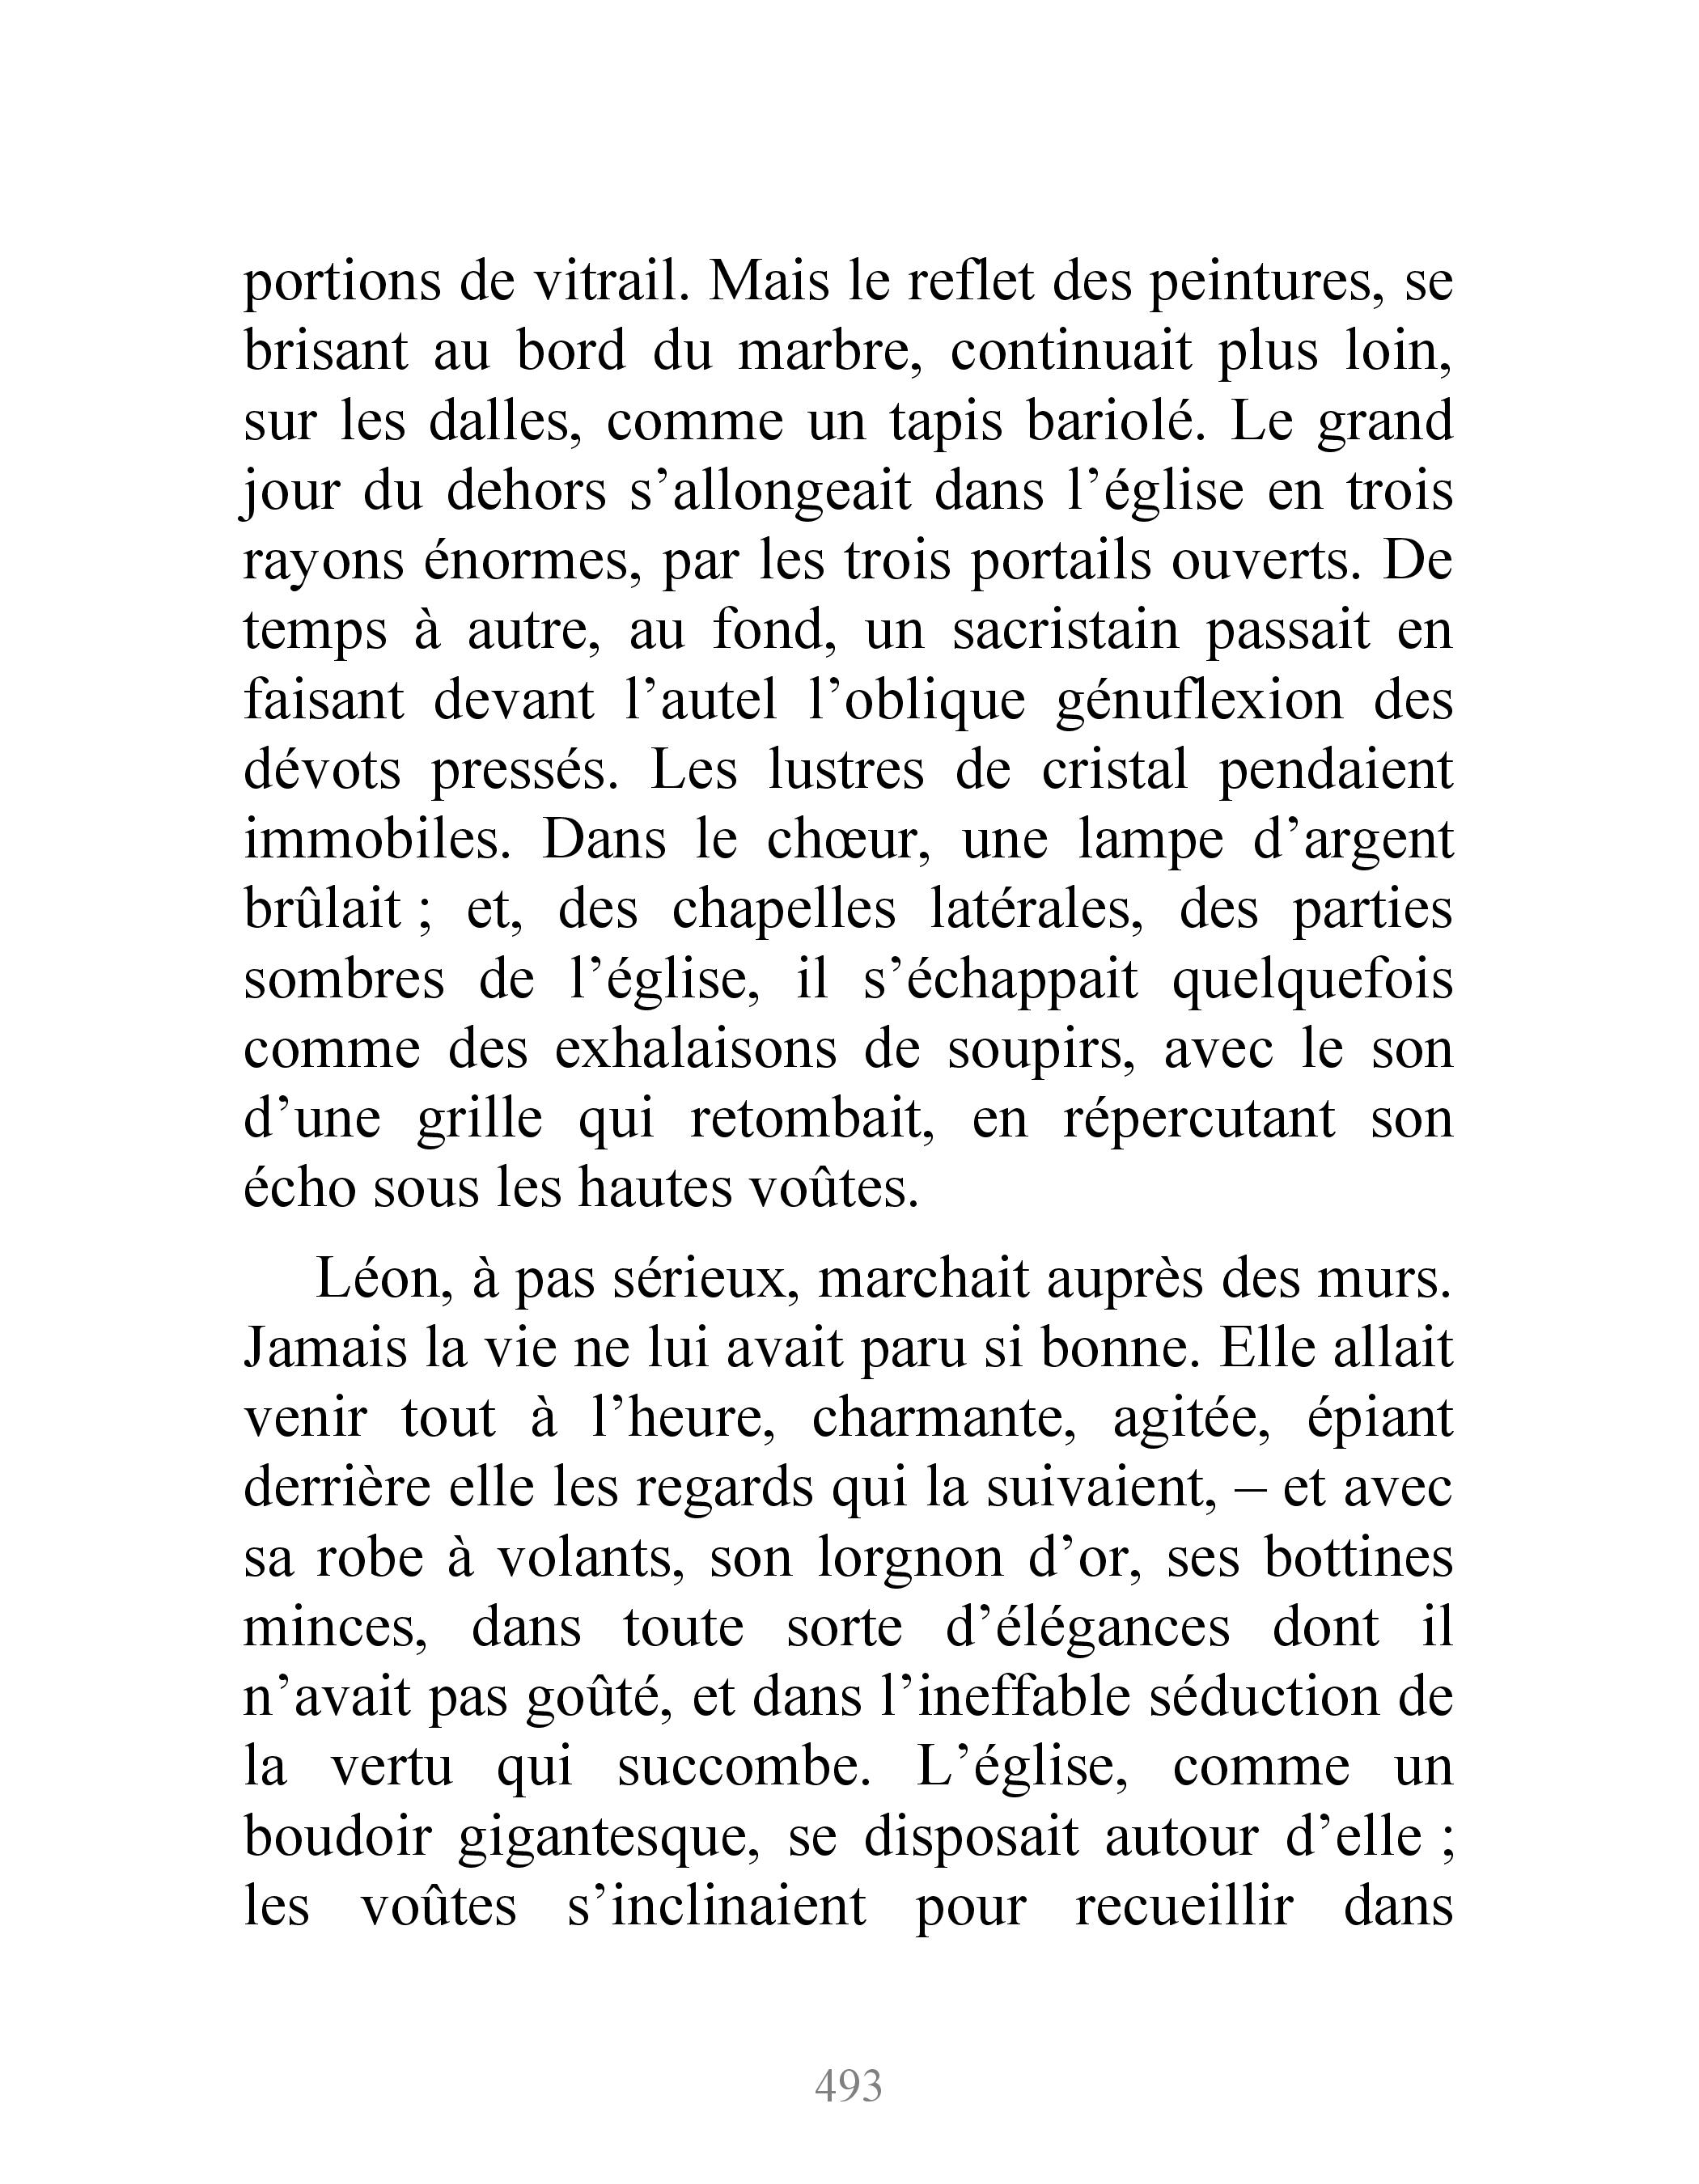 portions de vitrail. Mais le reflet des peintures, se
brisant au bord du marbre, continuait plus loin,
sur les dalles, comme un tapis bariolé. Le grand
jour du dehors s’allongeait dans l’église en trois
rayons énormes, par les trois portails ouverts. De
temps à autre, au fond, un sacristain passait en
faisant devant l’autel l’oblique génuflexion des
dévots pressés. Les lustres de cristal pendaient
immobiles. Dans le chœur, une lampe d’argent
brûlait ; et, des chapelles latérales, des parties
sombres de l’église, il s’échappait quelquefois
comme des exhalaisons de soupirs, avec le son
d’une grille qui retombait, en répercutant son
écho sous les hautes voûtes.
Léon, à pas sérieux, marchait auprès des murs.
Jamais la vie ne lui avait paru si bonne. Elle allait
venir tout à l’heure, charmante, agitée, épiant
derrière elle les regards qui la suivaient, – et avec
sa robe à volants, son lorgnon d’or, ses bottines
minces, dans toute sorte d’élégances dont il
n’avait pas goûté, et dans l’ineffable séduction de
la vertu qui succombe. L’église, comme un
boudoir gigantesque, se disposait autour d’elle ;
les voûtes s’inclinaient pour recueillir dans
493